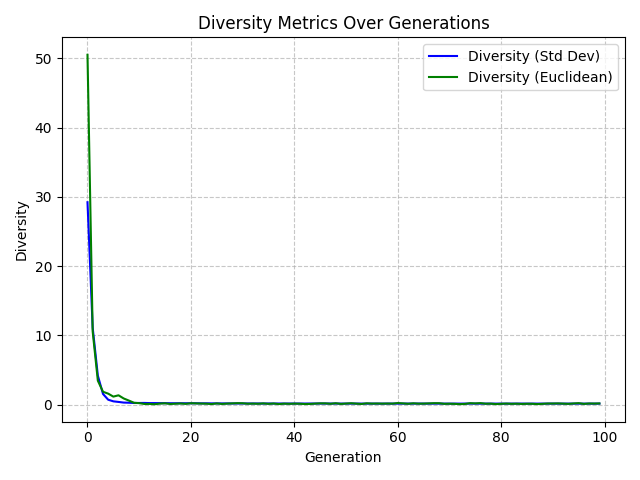 Diversity Metrics Over Generations
Diversity (Std Dev)
Diversity (Euclidean)
50
40
30
20
10
0
Diversity
0 20 40 60 80 100
Generation